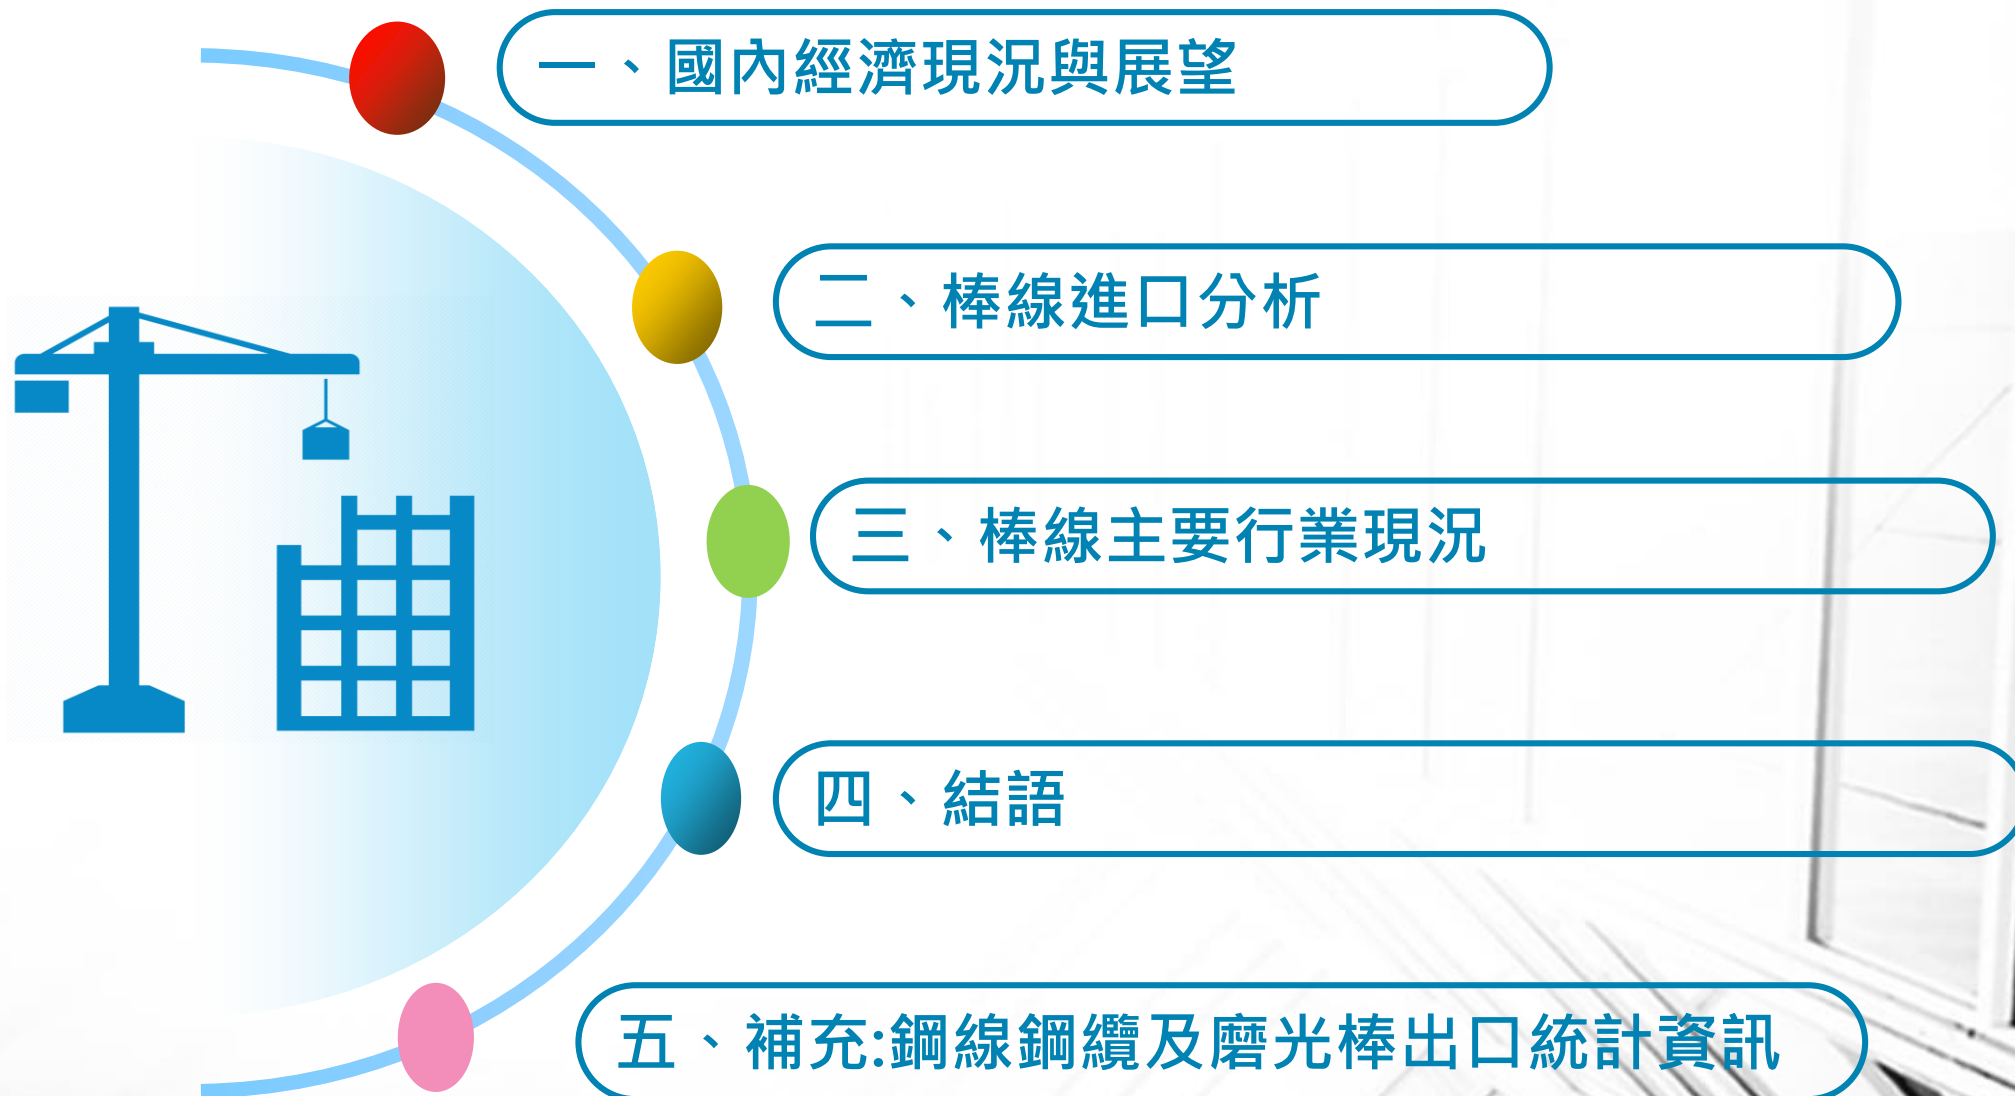 一、國內經濟現況與展望
二、棒線進口分析
三、棒線主要行業現況
四、結語
五、補充:鋼線鋼纜及磨光棒出口統計資訊